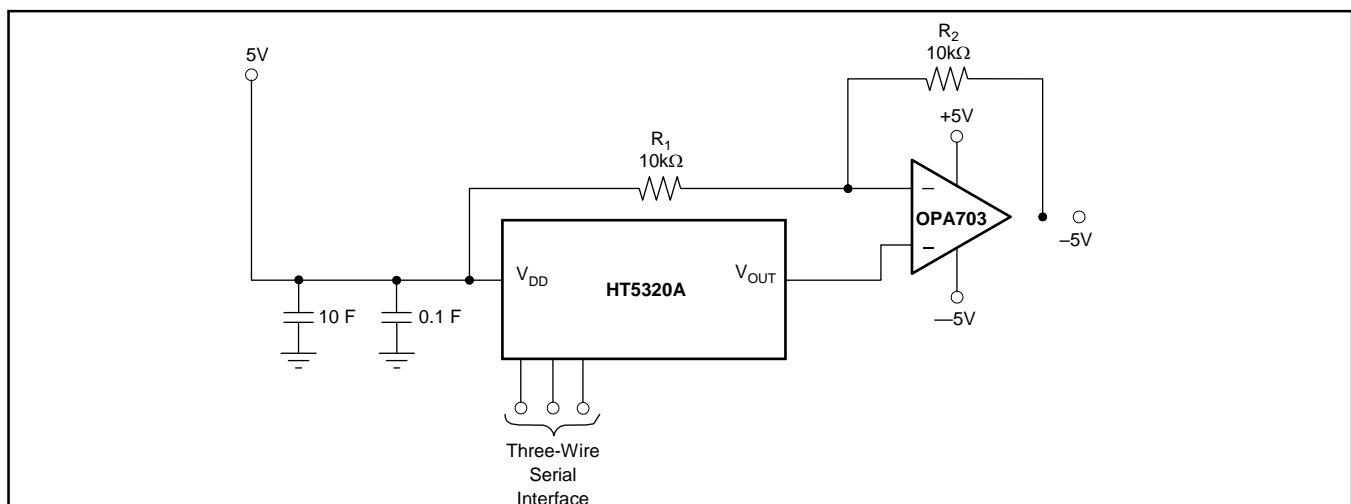 5V
R2
10kΩ
+5V
R1
10kΩ
−
OPA703
–5V
−
VDD
HT5320A
VOUT
10 F
0.1 F
—5V
Three-Wire
Serial
Interface